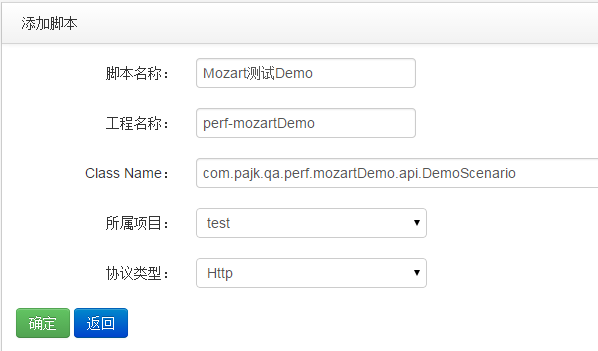 添加脚本
脚本名称： Mozart测试Demo
工程名称： perf-mozartDemo
Class Name： com.pajk.qa.perf.mozartDemo.api.DemoScenario
所属项目： test
协议类型： Http
确定 返回